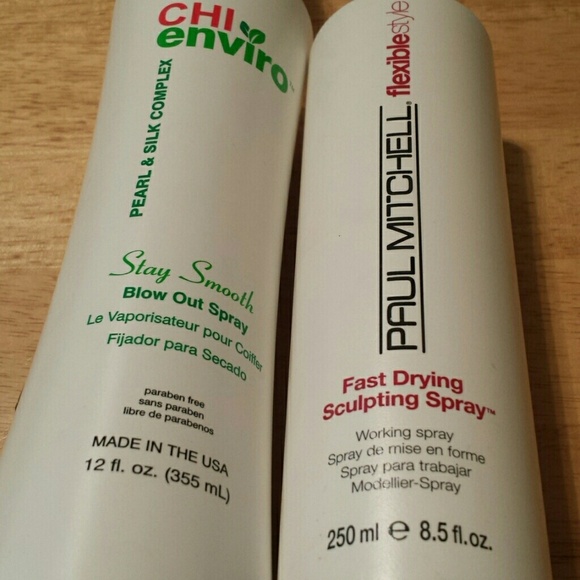 CHI
enviro™
PEARL & SILK COMPLEX
Stay Smooth
Blow Out Spray
Le Vaporisateur pour Coiffer
Fijador para Secado
paraben free
sans paraben
libre de parabenos
MADE IN THE USA
12 fl. oz. (355 mL)
flexiblestyle
PAUL MITCHELL®
Fast Drying
Sculpting Spray™
Working spray
Spray de mise en forme
Spray para trabajar
Modellier-Spray
250 ml ℮ 8.5 fl.oz.